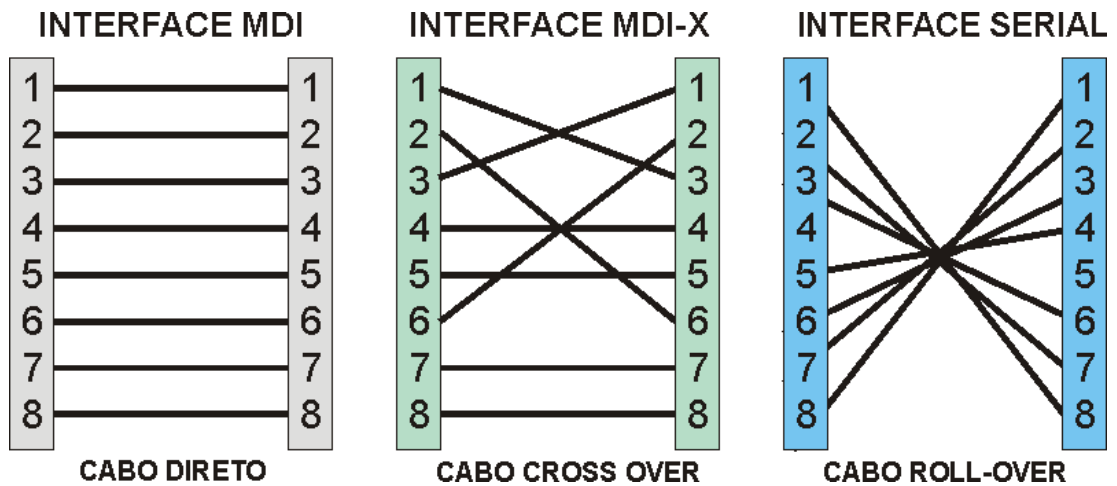 INTERFACE MDI INTERFACE MDI-X INTERFACE SERIAL
1 1 1 1 1 1
2 2 2 2 2 2
3 3 3 3 3 3
4 4 4 4 4 4
5 5 5 5 5 5
6 6 6 6 6 6
7 7 7 7 7 7
8 8 8 8 8 8
CABO DIRETO CABO CROSS OVER CABO ROLL-OVER